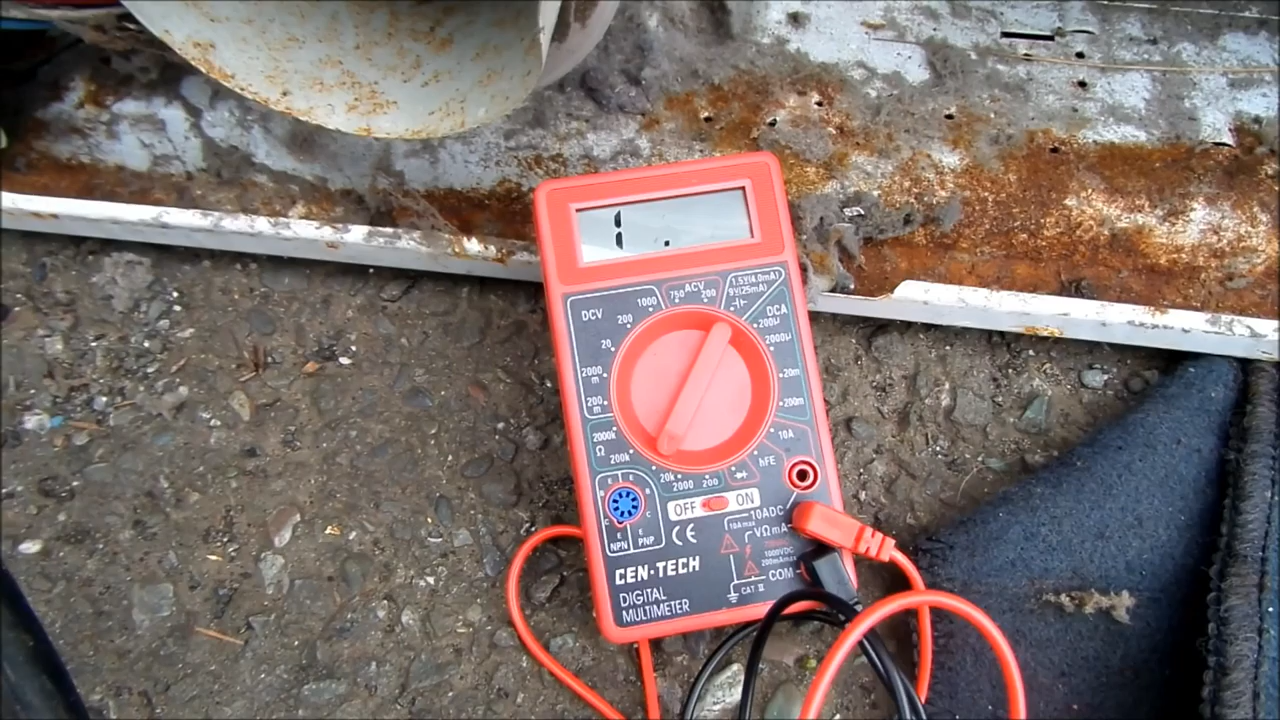 1.
ACV
750 200
1.5V(4.0mA)
9V(25mA)
DCV
1000
200
20
2000
m
200
m
DCA
200µ
2000µ
20m
200m
10A
hFE
2000k
Ω
200k
20k
2000
200
OFF ON
E E
B B
C C
E E
NPN PNP
10ADC
10A max
VΩmA
1000VDC
200mAmax
COM
CAT II
CE
CEN-TECH
DIGITAL
MULTIMETER